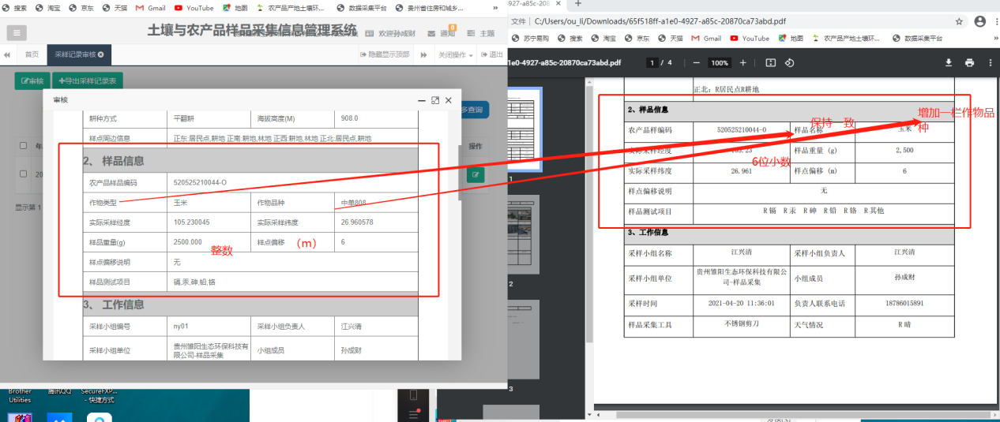 搜索 淘宝 京东 天猫 Gmail YouTube 地图 农产品产地土壤环... 数据采集平台 贵州省住房和城乡... »
土壤与农产品样品采集信息管理系统
欢迎孙成财 通知 0 主题
首页 采样记录审核 隐藏显示顶部 关闭操作 退出
审核 导出采样记录表
多查询
年
操作
20
显示第 1
审核
耕种方式 平翻耕 海拔高度(M) 908.0
样点周边信息 正东:居民点,耕地 正南:耕地,林地 正西:耕地,林地 正北:居民点,耕地
2、 样品信息
农产品样品编码 520525210044-O
作物类型 玉米 作物品种 中单808
实际采样经度 105.230045 实际采样纬度 26.960578
样品重量(g) 2500.000 样点偏移 6
整数 （m）
样点偏移说明 无
样品测试项目 镉,汞,砷,铅,铬
3、 工作信息
采样小组编号 ny01 采样小组负责人 江兴清
采样小组单位 贵州雏阳生态环保科技有限公司-样品采集 小组成员 孙成财
Brother Utilities
腾讯QQ
SecureFXP... - 快捷方式
927-a85c-208
文件 C:/Users/ou_li/Downloads/65f518ff-a1e0-4927-a85c-20870ca73abd.pdf
苏宁易购 搜索 淘宝 京东 天猫 Gmail YouTube 地图 农产品产地土壤环... 数据采集平台 »
1e0-4927-a85c-20870ca73abd.pdf 1 / 4 100%
1
2
3
正北: R居民点R耕地
2、样品信息
增加一栏作物品种
保持一致
农产品样编码 520525210044-O 样品名称 玉米
实际采样经度 105.23 样品重量 (g) 2,500
6位小数
实际采样纬度 26.961 样点偏移 (m) 6
样点偏移说明 无
样品测试项目 R镉 R汞 R砷 R铅 R铬 R其他
3、工作信息
采样小组名称 江兴清 采样小组负责人 江兴清
采样小组单位 贵州雏阳生态环保科技有限公司-样品采集 小组成员 孙成财
采样时间 2021-04-20 11:36:01 负责人联系电话 18786015891
样品采集工具 不锈钢剪刀 天气情况 R晴